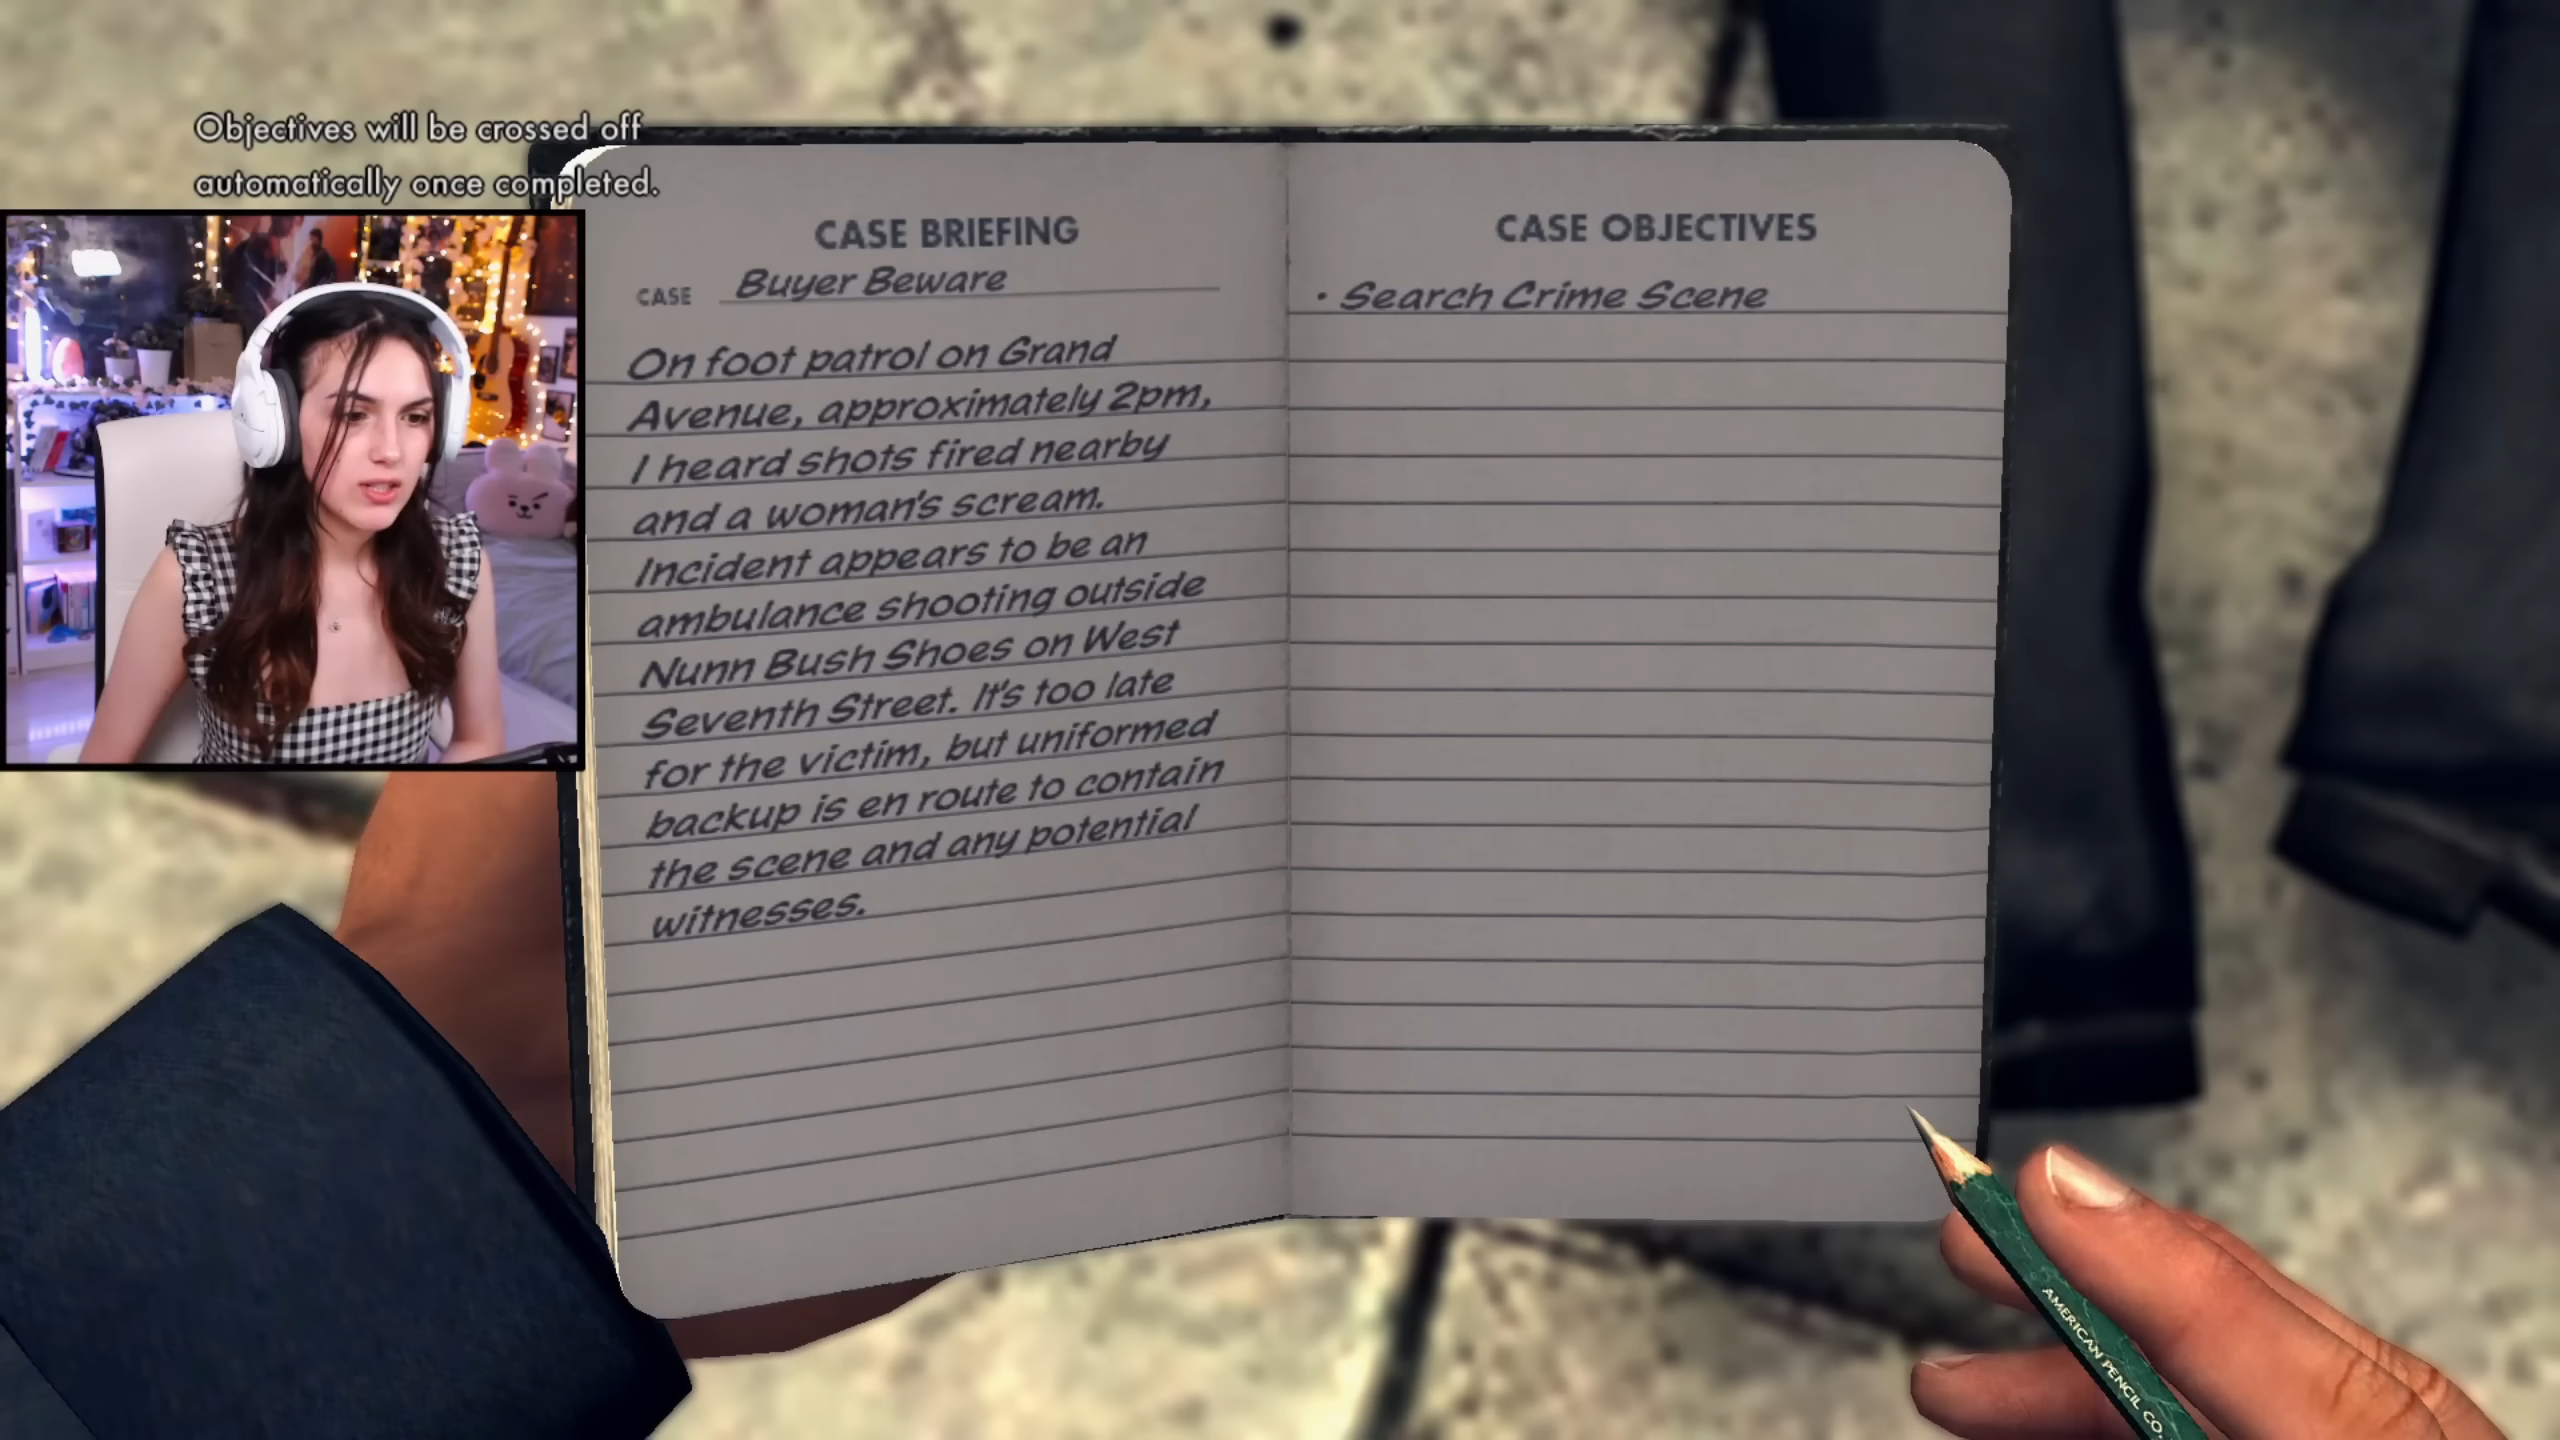 Objectives will be crossed off
automatically once completed.
CASE BRIEFING
CASE Buyer Beware
On foot patrol on Grand
Avenue, approximately 2pm,
I heard shots fired nearby
and a woman's scream.
Incident appears to be an
ambulance shooting outside
Nunn Bush Shoes on West
Seventh Street. It's too late
for the victim, but uniformed
backup is en route to contain
the scene and any potential
witnesses.
CASE OBJECTIVES
• Search Crime Scene
AMERICAN PENCIL CO.